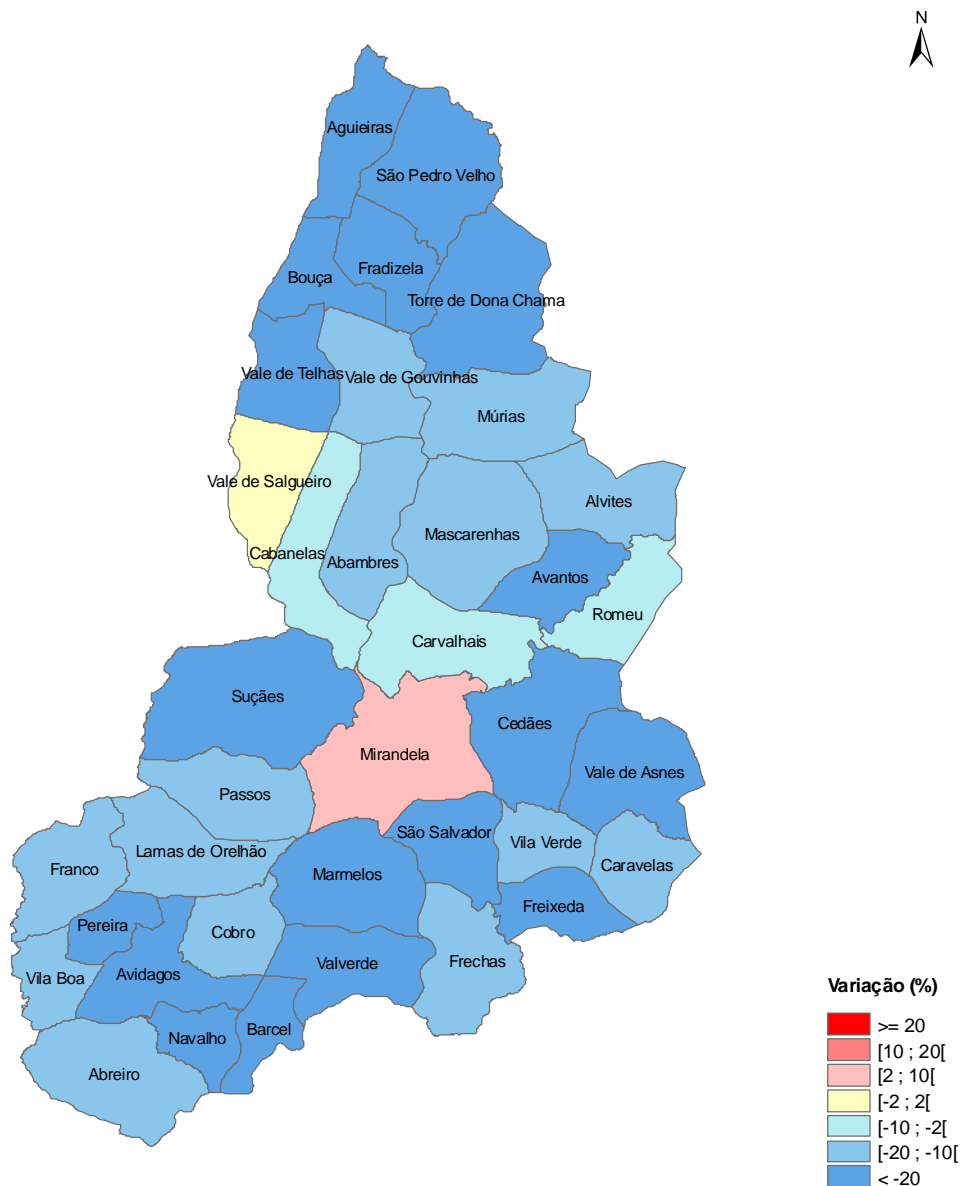 N
Aguieiras
São Pedro Velho
Bouça
Fradizela
Torre de Dona Chama
Vale de Telhas
Vale de Gouvinhas
Múrias
Vale de Salgueiro
Alvites
Mascarenhas
Cabanelas
Abambres
Avantos
Romeu
Carvalhais
Suçães
Cedães
Mirandela
Vale de Asnes
Passos
São Salvador
Vila Verde
Lamas de Orelhão
Caravelas
Franco
Marmelos
Freixeda
Pereira
Cobro
Frechas
Valverde
Vila Boa
Avidagos
Navalho
Barcel
Abreiro
Variação (%)
>= 20
[10 ; 20[
[2 ; 10[
[-2 ; 2[
[-10 ; -2[
[-20 ; -10[
< -20